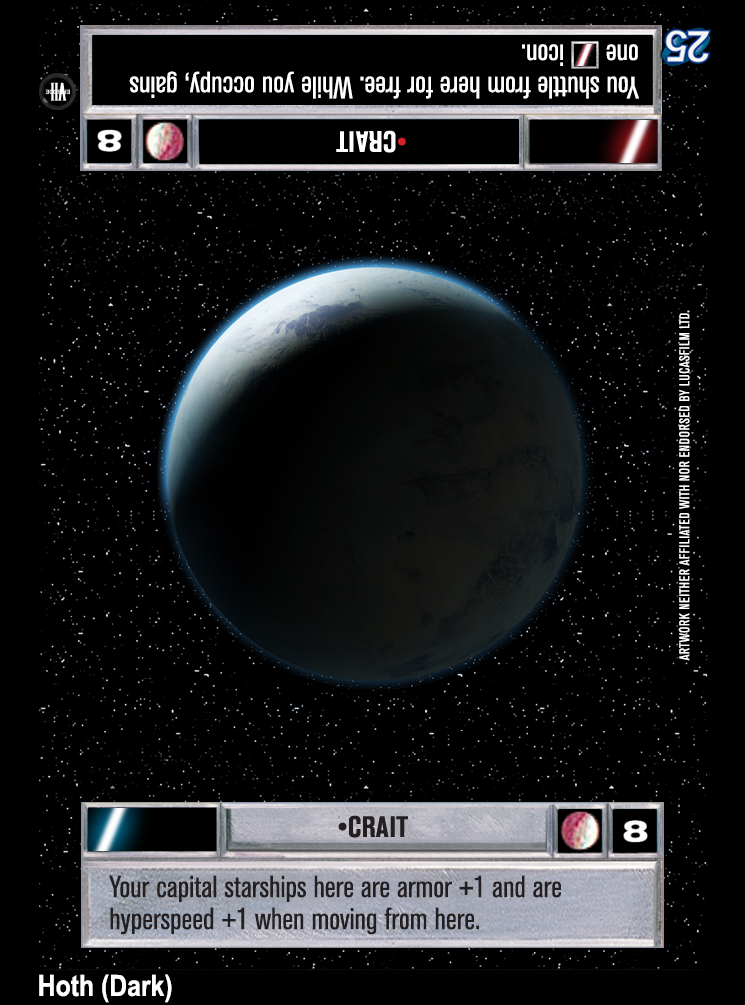 25
You shuttle from here for free. While you occupy, gains
one icon.
EPISODE VII
•CRAIT
8
ARTWORK NEITHER AFFILIATED WITH NOR ENDORSED BY LUCASFILM LTD.
•CRAIT
8
Your capital starships here are armor +1 and are
hyperspeed +1 when moving from here.
Hoth (Dark)